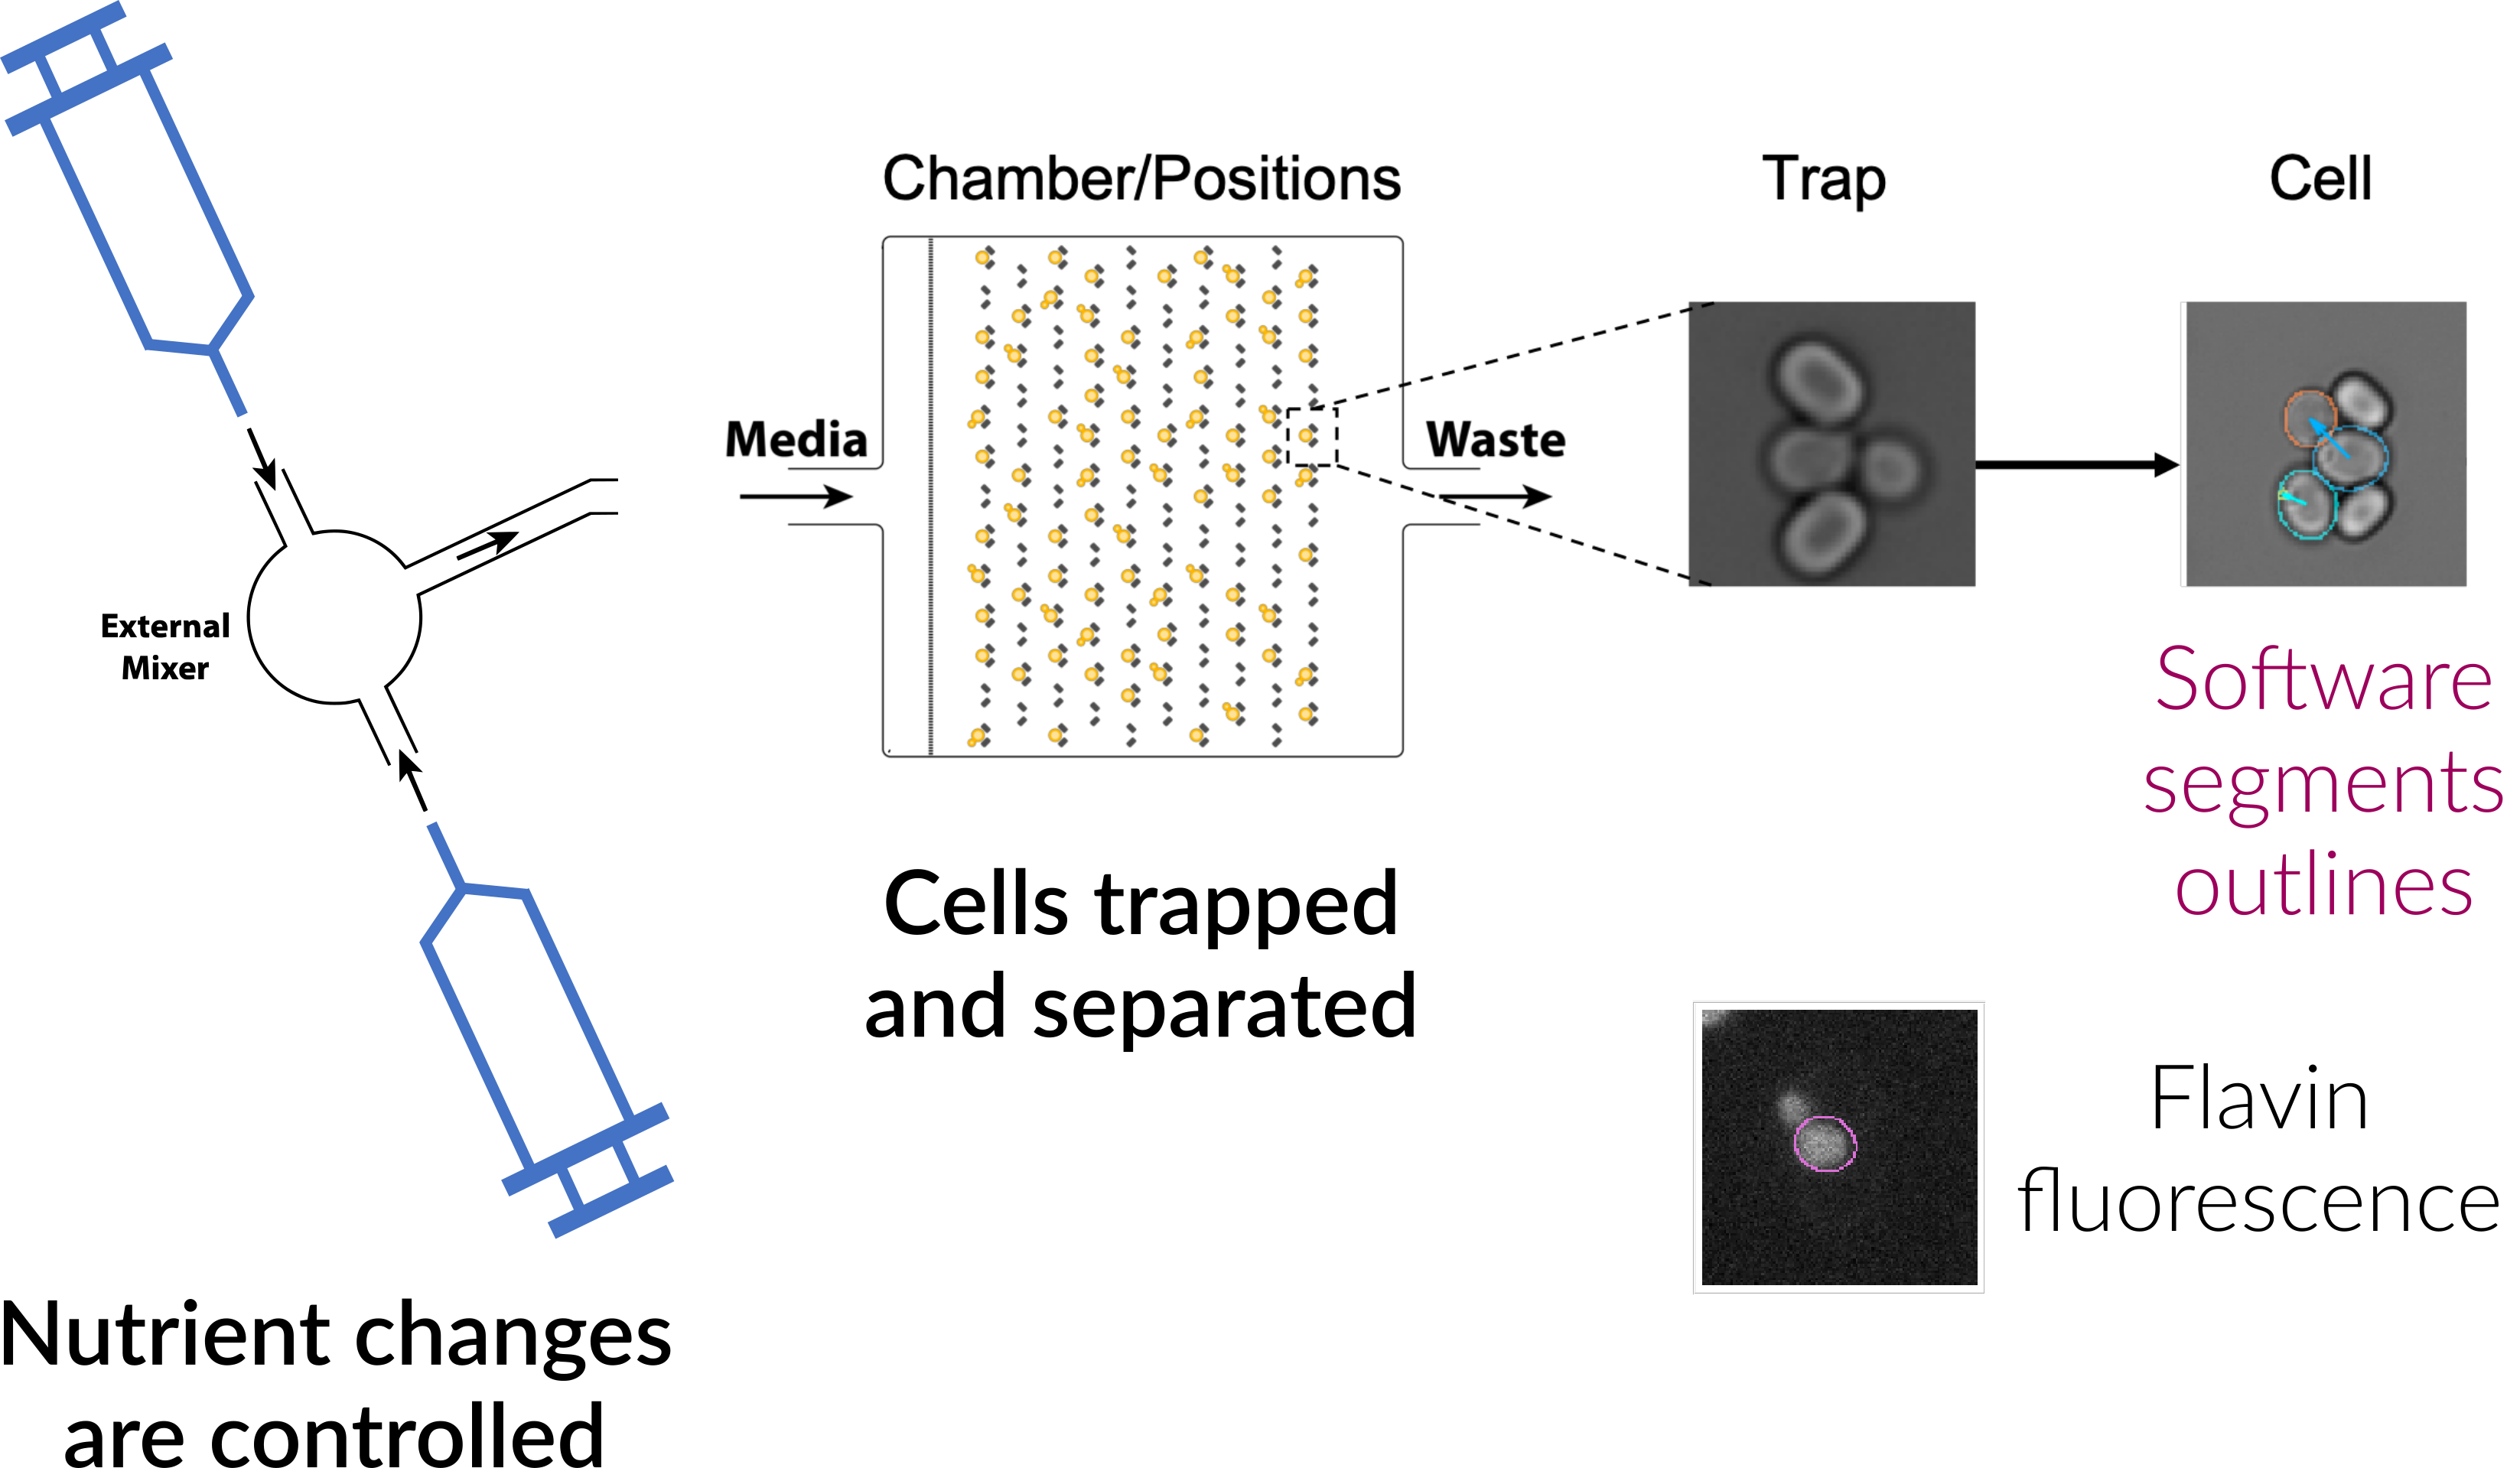 Chamber/Positions
Trap
Cell
Media
Waste
External
Mixer
Software
segments
outlines
Cells trapped
and separated
Flavin
fluorescence
Nutrient changes
are controlled